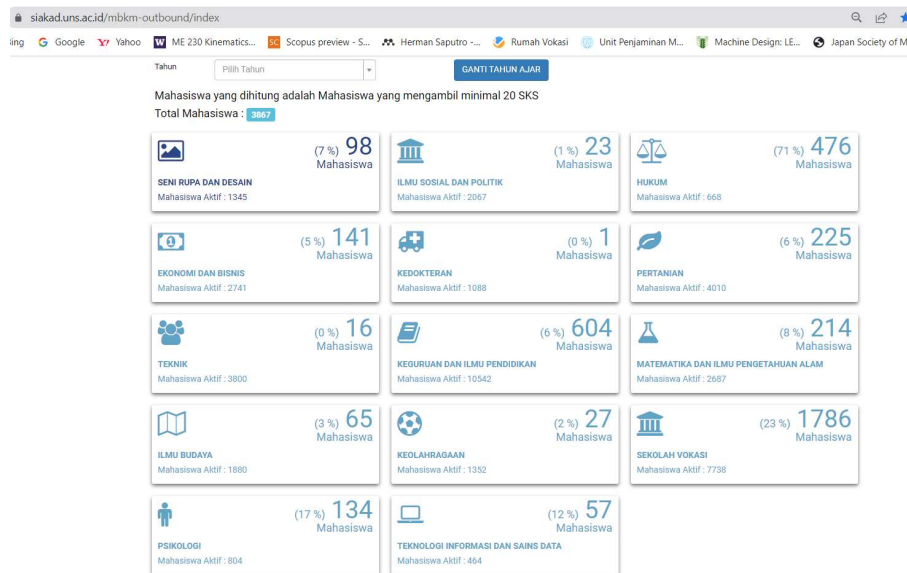 siakad.uns.ac.id/mbkm-outbound/index
Google Yahoo ME 230 Kinematics... Scopus preview - S... Herman Saputro -... Rumah Vokasi Unit Penjaminan M... Machine Design: LE... Japan Society of M
Tahun Pilih Tahun GANTI TAHUN AJAR
Mahasiswa yang dihitung adalah Mahasiswa yang mengambil minimal 20 SKS
Total Mahasiswa : 3867
(7 %) 98
Mahasiswa
SENI RUPA DAN DESAIN
Mahasiswa Aktif : 1345
(1 %) 23
Mahasiswa
ILMU SOSIAL DAN POLITIK
Mahasiswa Aktif : 2067
(71 %) 476
Mahasiswa
HUKUM
Mahasiswa Aktif : 668
(5 %) 141
Mahasiswa
EKONOMI DAN BISNIS
Mahasiswa Aktif : 2741
(0 %) 1
Mahasiswa
KEDOKTERAN
Mahasiswa Aktif : 1088
(6 %) 225
Mahasiswa
PERTANIAN
Mahasiswa Aktif : 4010
(0 %) 16
Mahasiswa
TEKNIK
Mahasiswa Aktif : 3800
(6 %) 604
Mahasiswa
KEGURUAN DAN ILMU PENDIDIKAN
Mahasiswa Aktif : 10542
(8 %) 214
Mahasiswa
MATEMATIKA DAN ILMU PENGETAHUAN ALAM
Mahasiswa Aktif : 2687
(3 %) 65
Mahasiswa
ILMU BUDAYA
Mahasiswa Aktif : 1880
(2 %) 27
Mahasiswa
KEOLAHRAGAAN
Mahasiswa Aktif : 1352
(23 %) 1786
Mahasiswa
SEKOLAH VOKASI
Mahasiswa Aktif : 7738
(17 %) 134
Mahasiswa
PSIKOLOGI
Mahasiswa Aktif : 804
(12 %) 57
Mahasiswa
TEKNOLOGI INFORMASI DAN SAINS DATA
Mahasiswa Aktif : 464